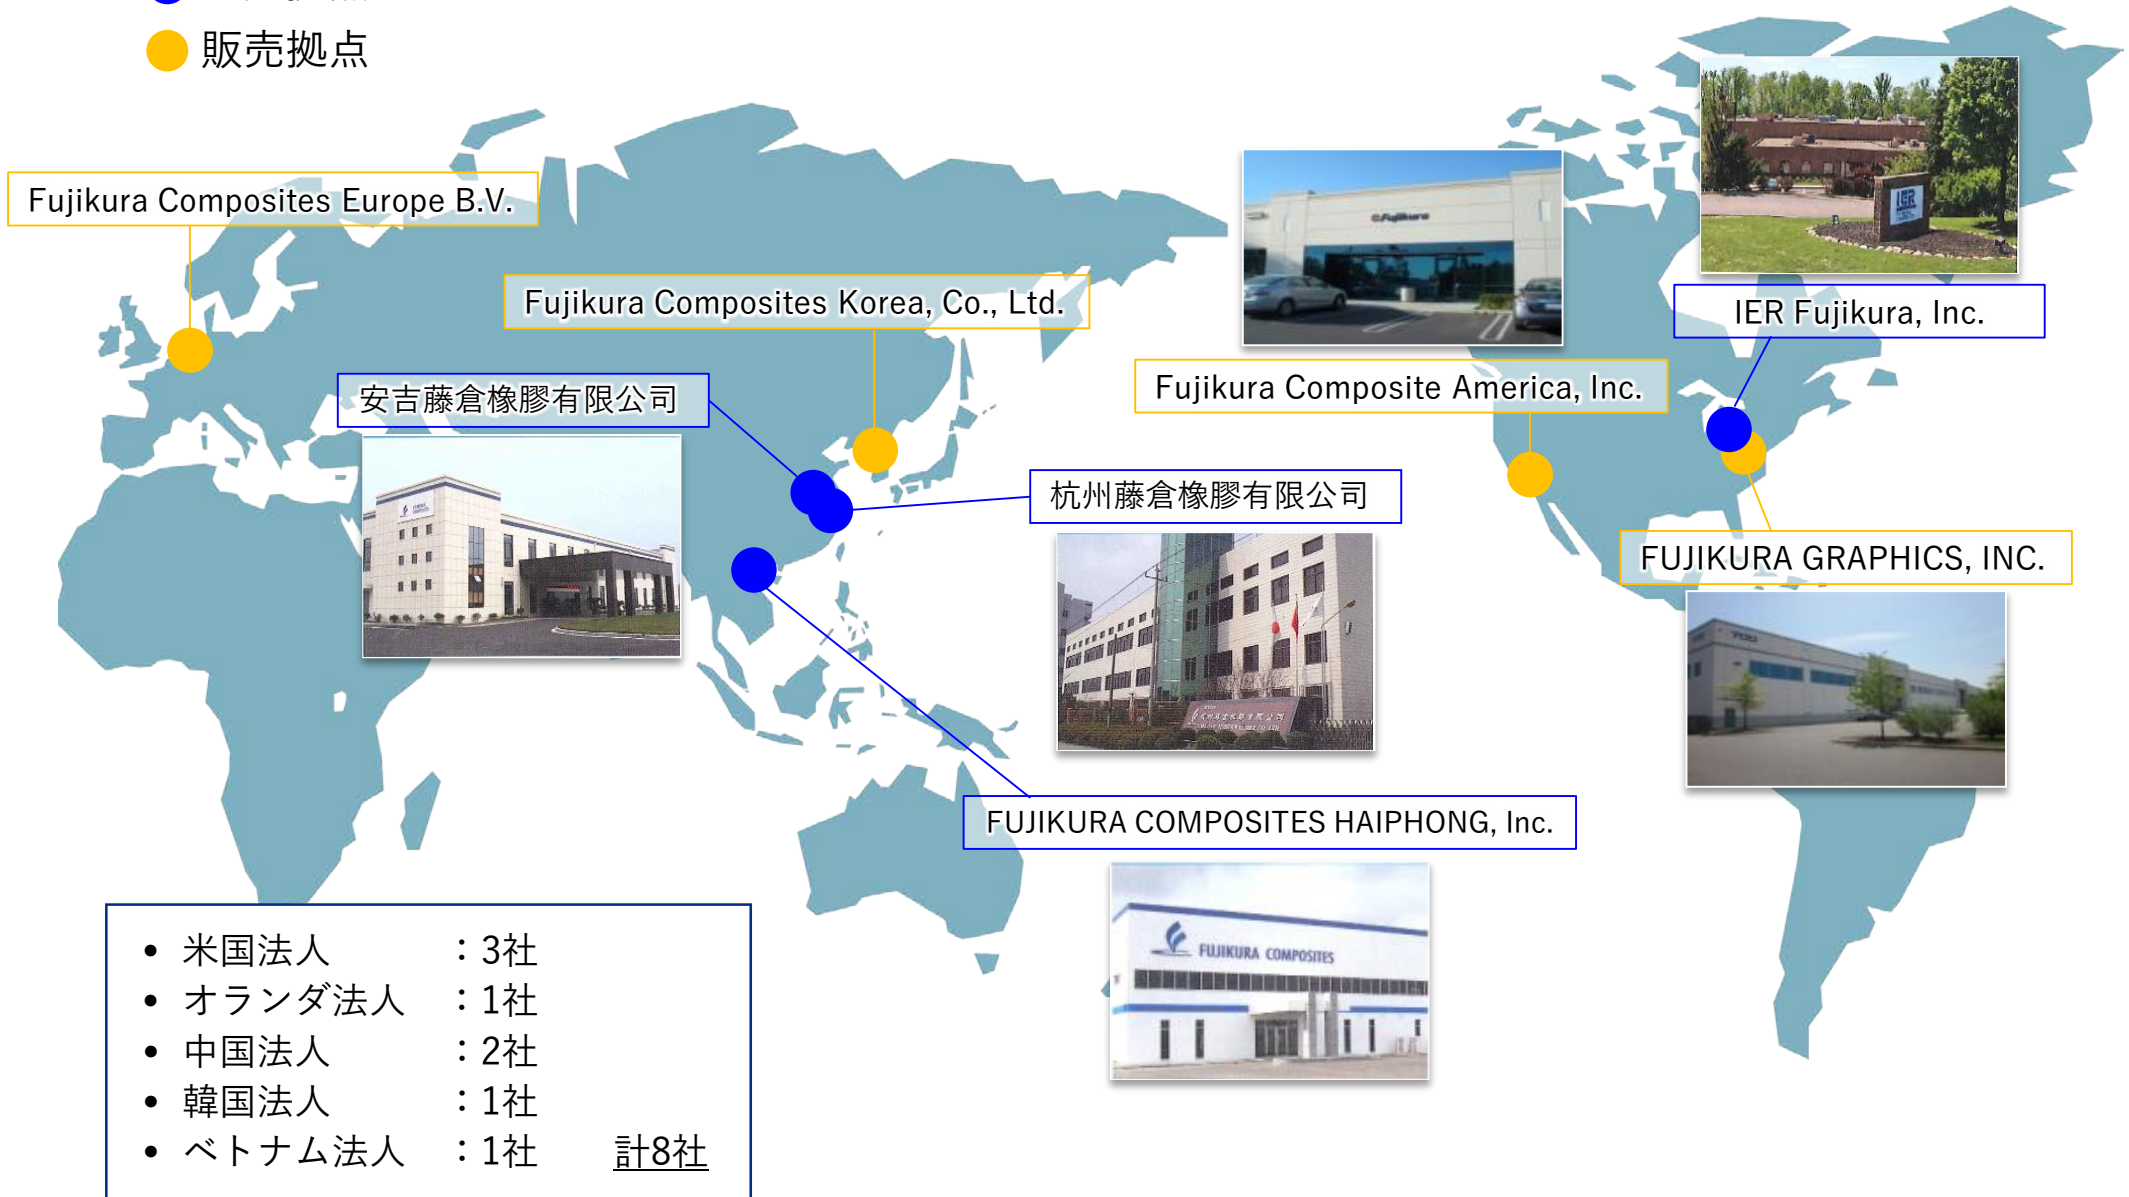 販売拠点
Fujikura Composites Europe B.V.
Fujikura Composites Korea, Co., Ltd.
IER Fujikura, Inc.
Fujikura Composite America, Inc.
安吉藤倉橡膠有限公司
杭州藤倉橡膠有限公司
FUJIKURA GRAPHICS, INC.
FUJIKURA COMPOSITES HAIPHONG, Inc.
Fujikura
IER
FUJIKURA COMPOSITES
• 米国法人 ：3社
• オランダ法人 ：1社
• 中国法人 ：2社
• 韓国法人 ：1社
• ベトナム法人 ：1社 計8社